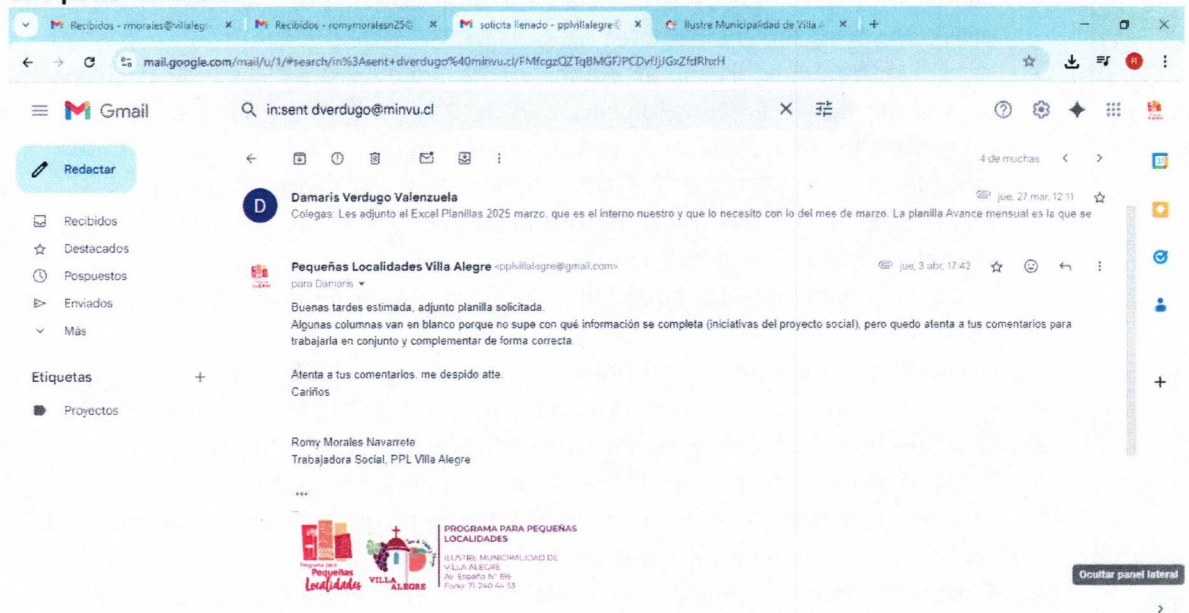 Recibidos - rmorales@villalegr
Recibidos - romymoralesn25@
solicita llenado - pplvillalegre@
Ilustre Municipalidad de Villa A
mail.google.com/mail/u/1/#search/in%3Asent+dverdugo%40minvu.cl/
Gmail
in:sent dverdugo@minvu.cl
Redactar
4 de muchas
Recibidos
Destacados
Pospuestos
Enviados
Más
Etiquetas
Proyectos
Damaris Verdugo Valenzuela
jue, 27 mar, 12:11
Colegas: Les adjunto el Excel Planillas 2025 marzo, que es el interno nuestro y que lo necesito con lo del mee de marzo. La planilla Avance mensual es la que se
Pequeñas Localidades Villa Alegre <pplvillalegre@gmail.com>
jue, 3 abr, 17:42
para Damaris
Buenas tardes estimada, adjunto planilla solicitada.
Algunas columnas van en blanco porque no supe con qué información se completa (iniciativas del proyecto social), pero quedo atenta a tus comentarios para
trabajarla en conjunto y complementar de forma correcta.
Atenta a tus comentarios, me despido atte.
Cariños
Romy Morales Navarrete
Trabajadora Social, PPL Villa Alegre
Programa para
Pequeñas
Localidades
VILLA ALEGRE
PROGRAMA PARA PEQUEÑAS
LOCALIDADES
ILUSTRE MUNICIPALIDAD DE
VILLA ALEGRE
Av. España N° 196
Ocultar panel lateral